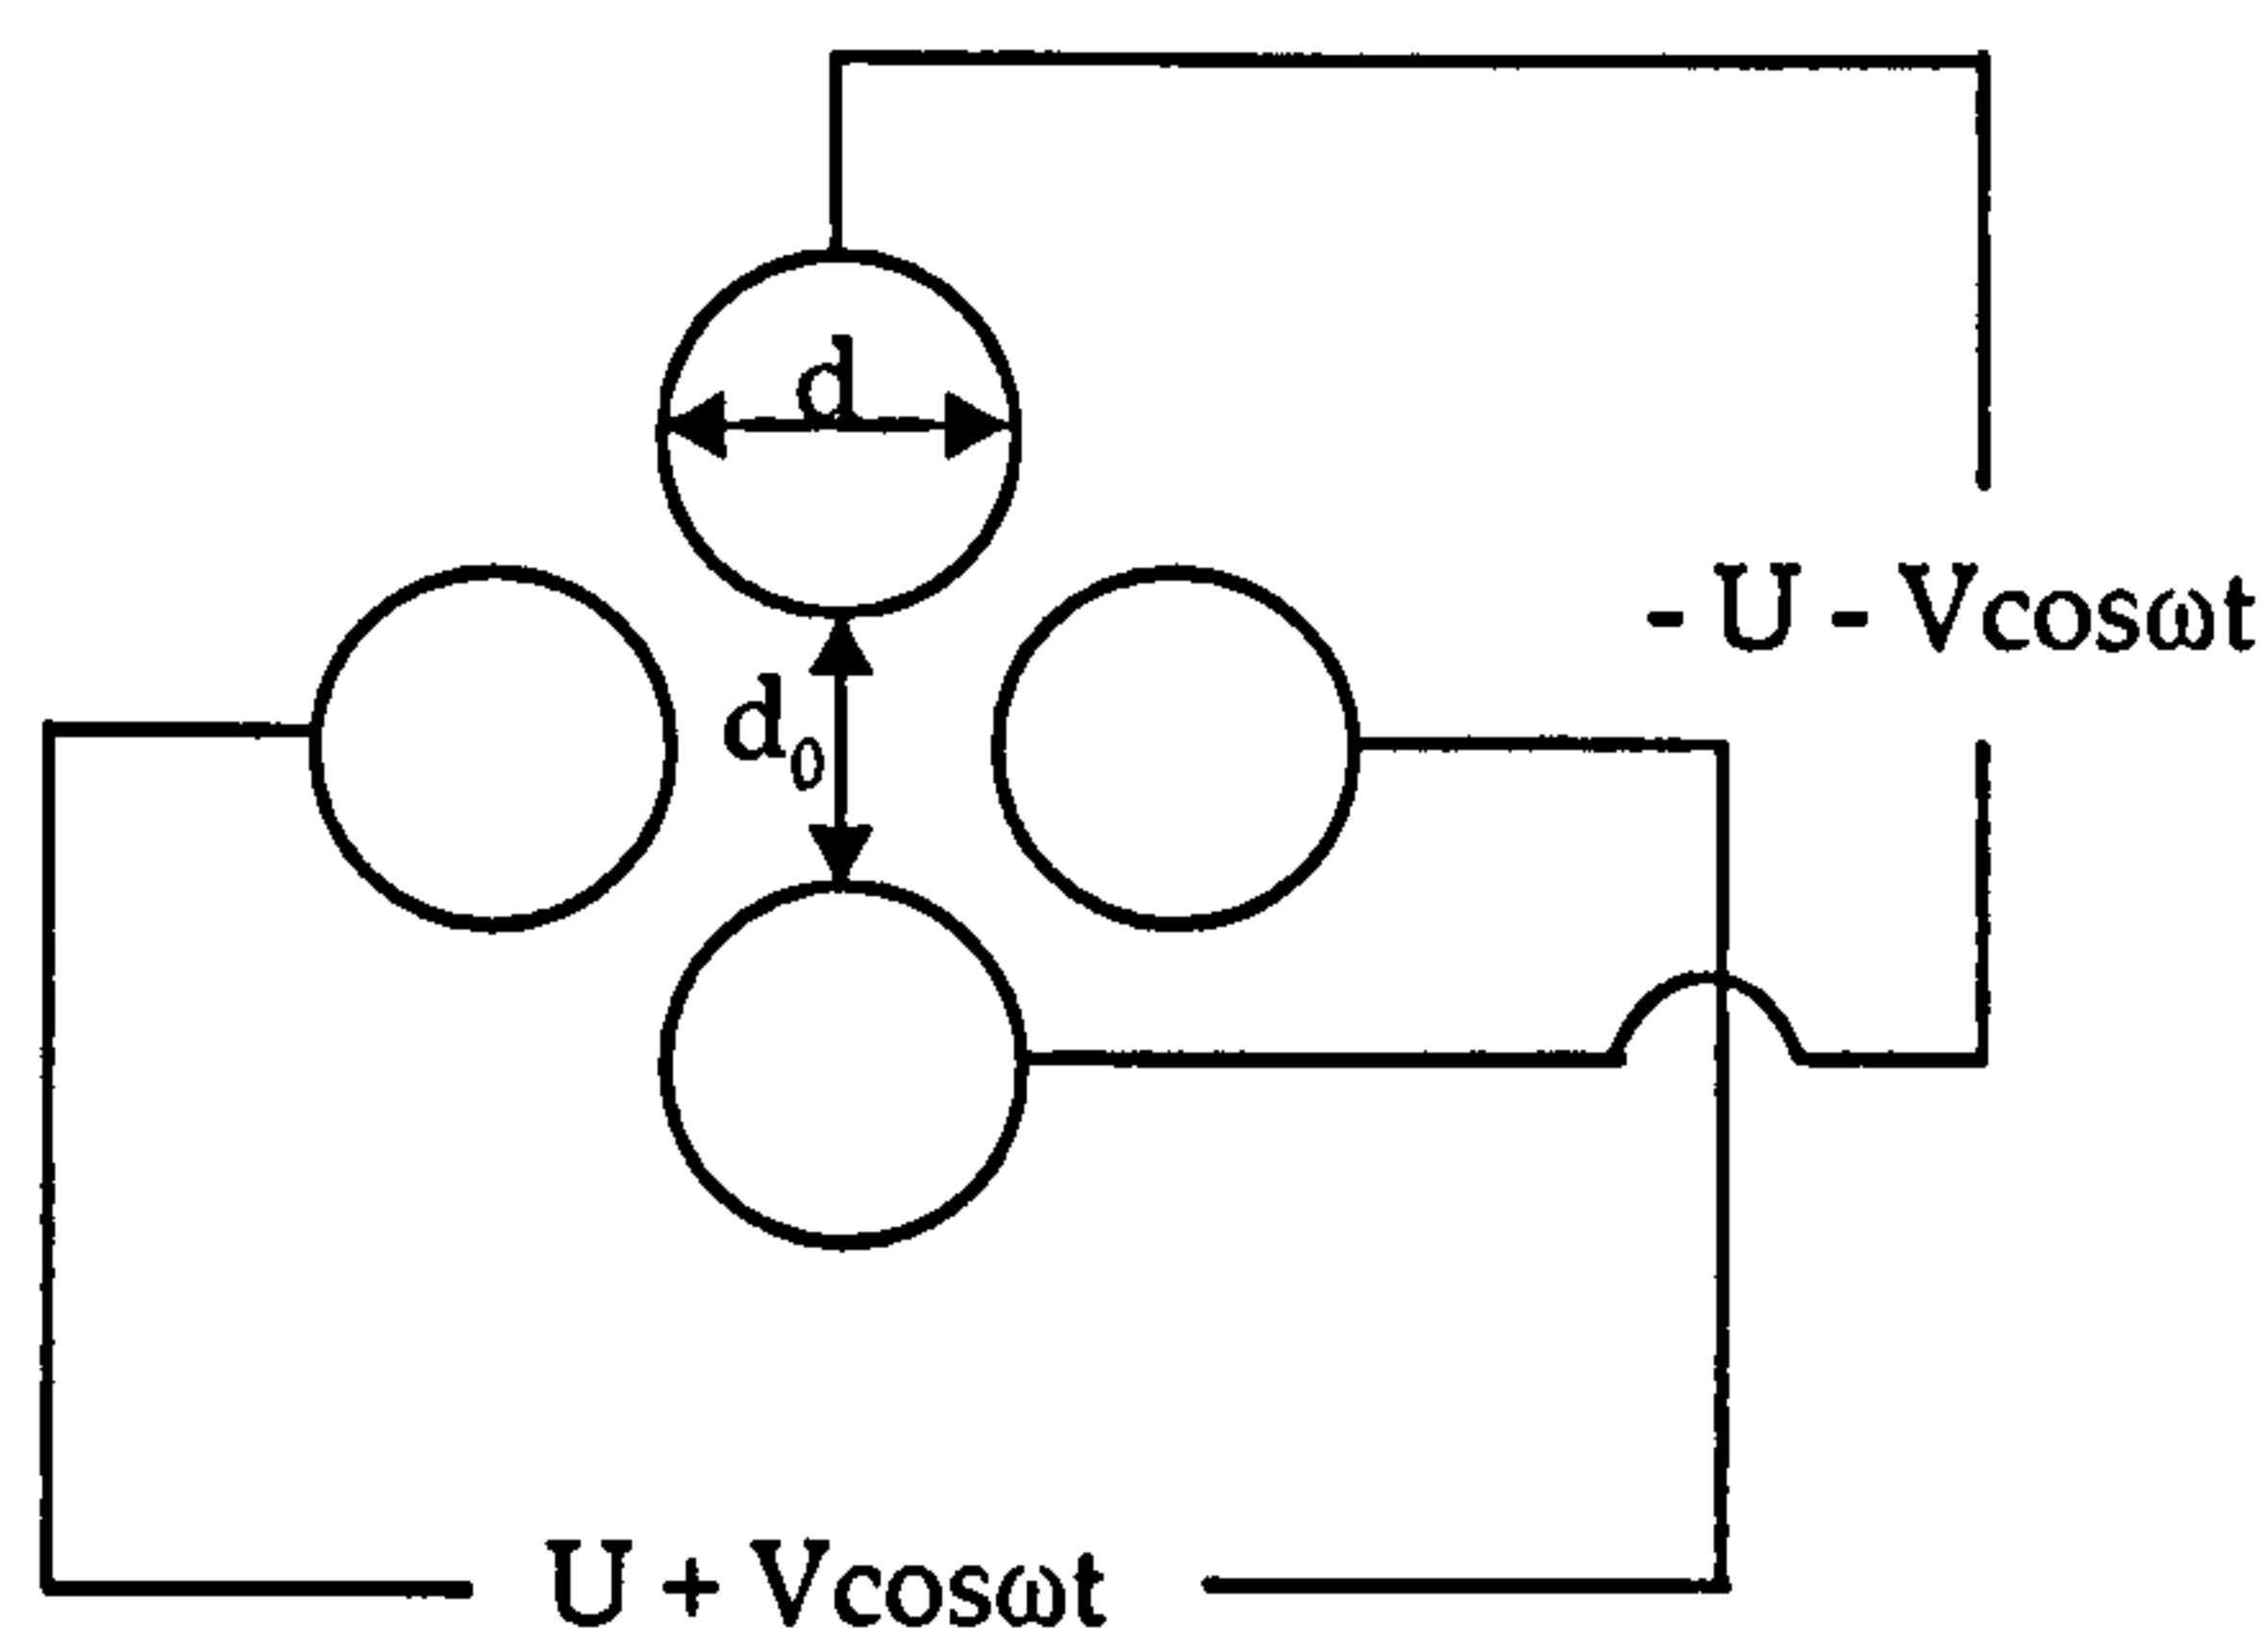 d
d₀
- U - Vcosωt
U + Vcosωt